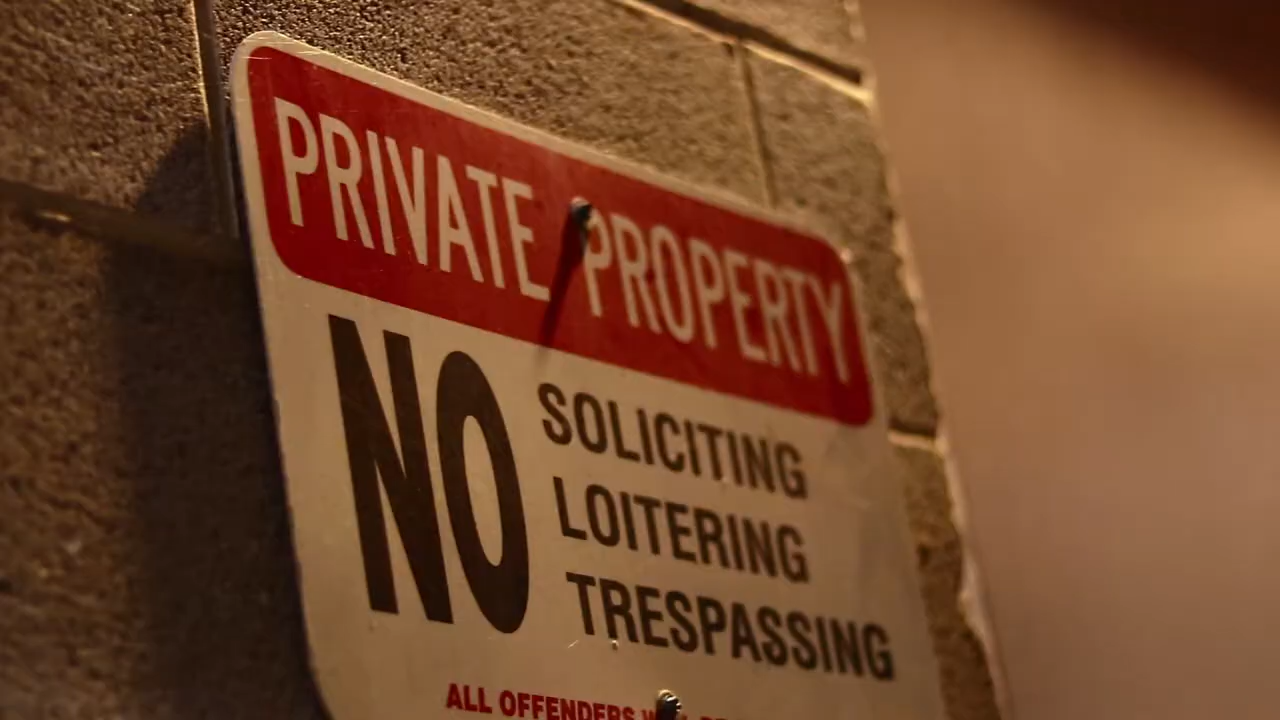 PRIVATE PROPERTY
NO
SOLICITING
LOITERING
TRESPASSING
ALL OFFENDERS